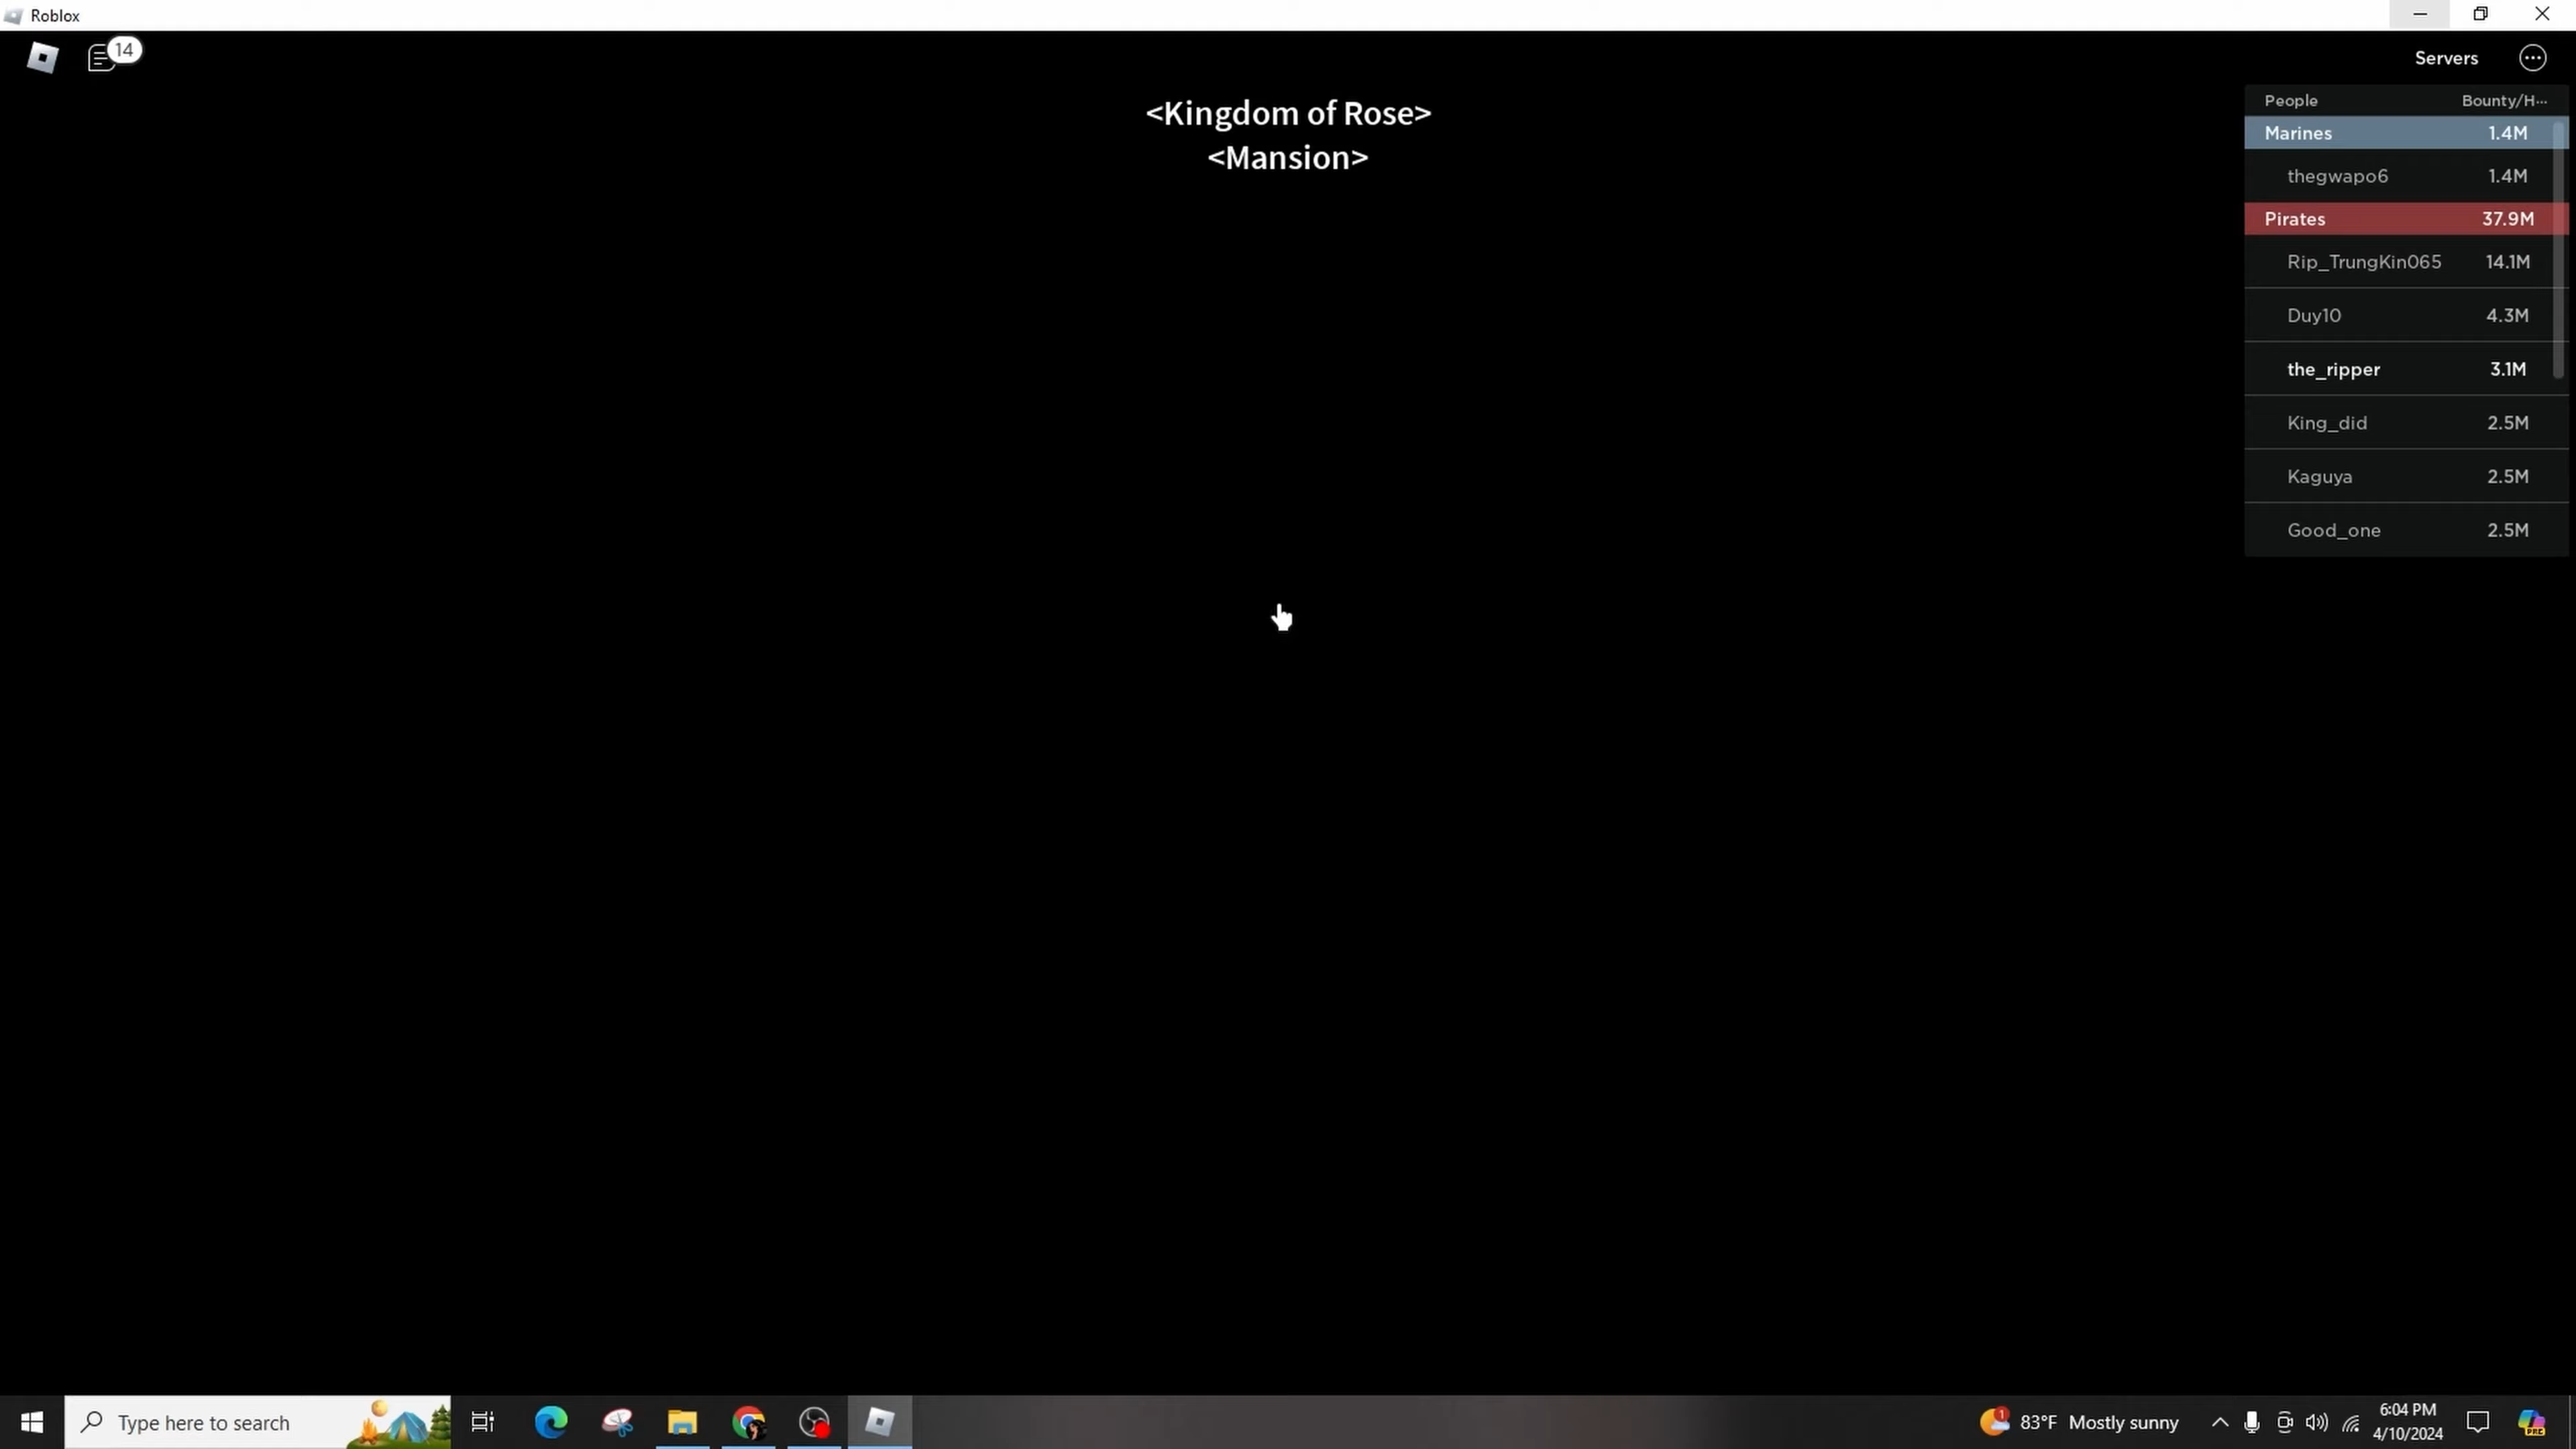 Roblox
14
Servers
<Kingdom of Rose>
<Mansion>
People Bounty/H...
Marines 1.4M
thegwapo6 1.4M
Pirates 37.9M
Rip_TrungKin065 14.1M
Duy10 4.3M
the_ripper 3.1M
King_did 2.5M
Kaguya 2.5M
Good_one 2.5M
Type here to search
1
83°F Mostly sunny
6:04 PM
4/10/2024
PRE